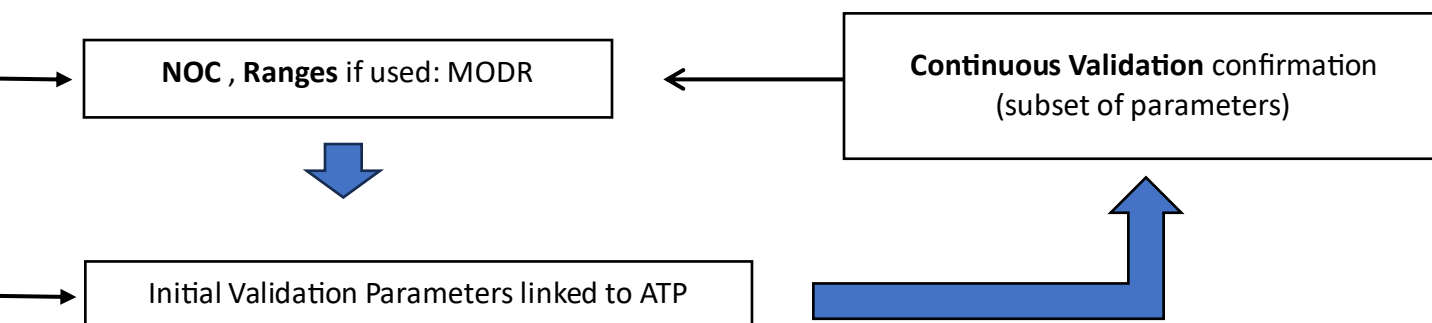 NOC , Ranges if used: MODR
Continuous Validation confirmation
(subset of parameters)
Initial Validation Parameters linked to ATP